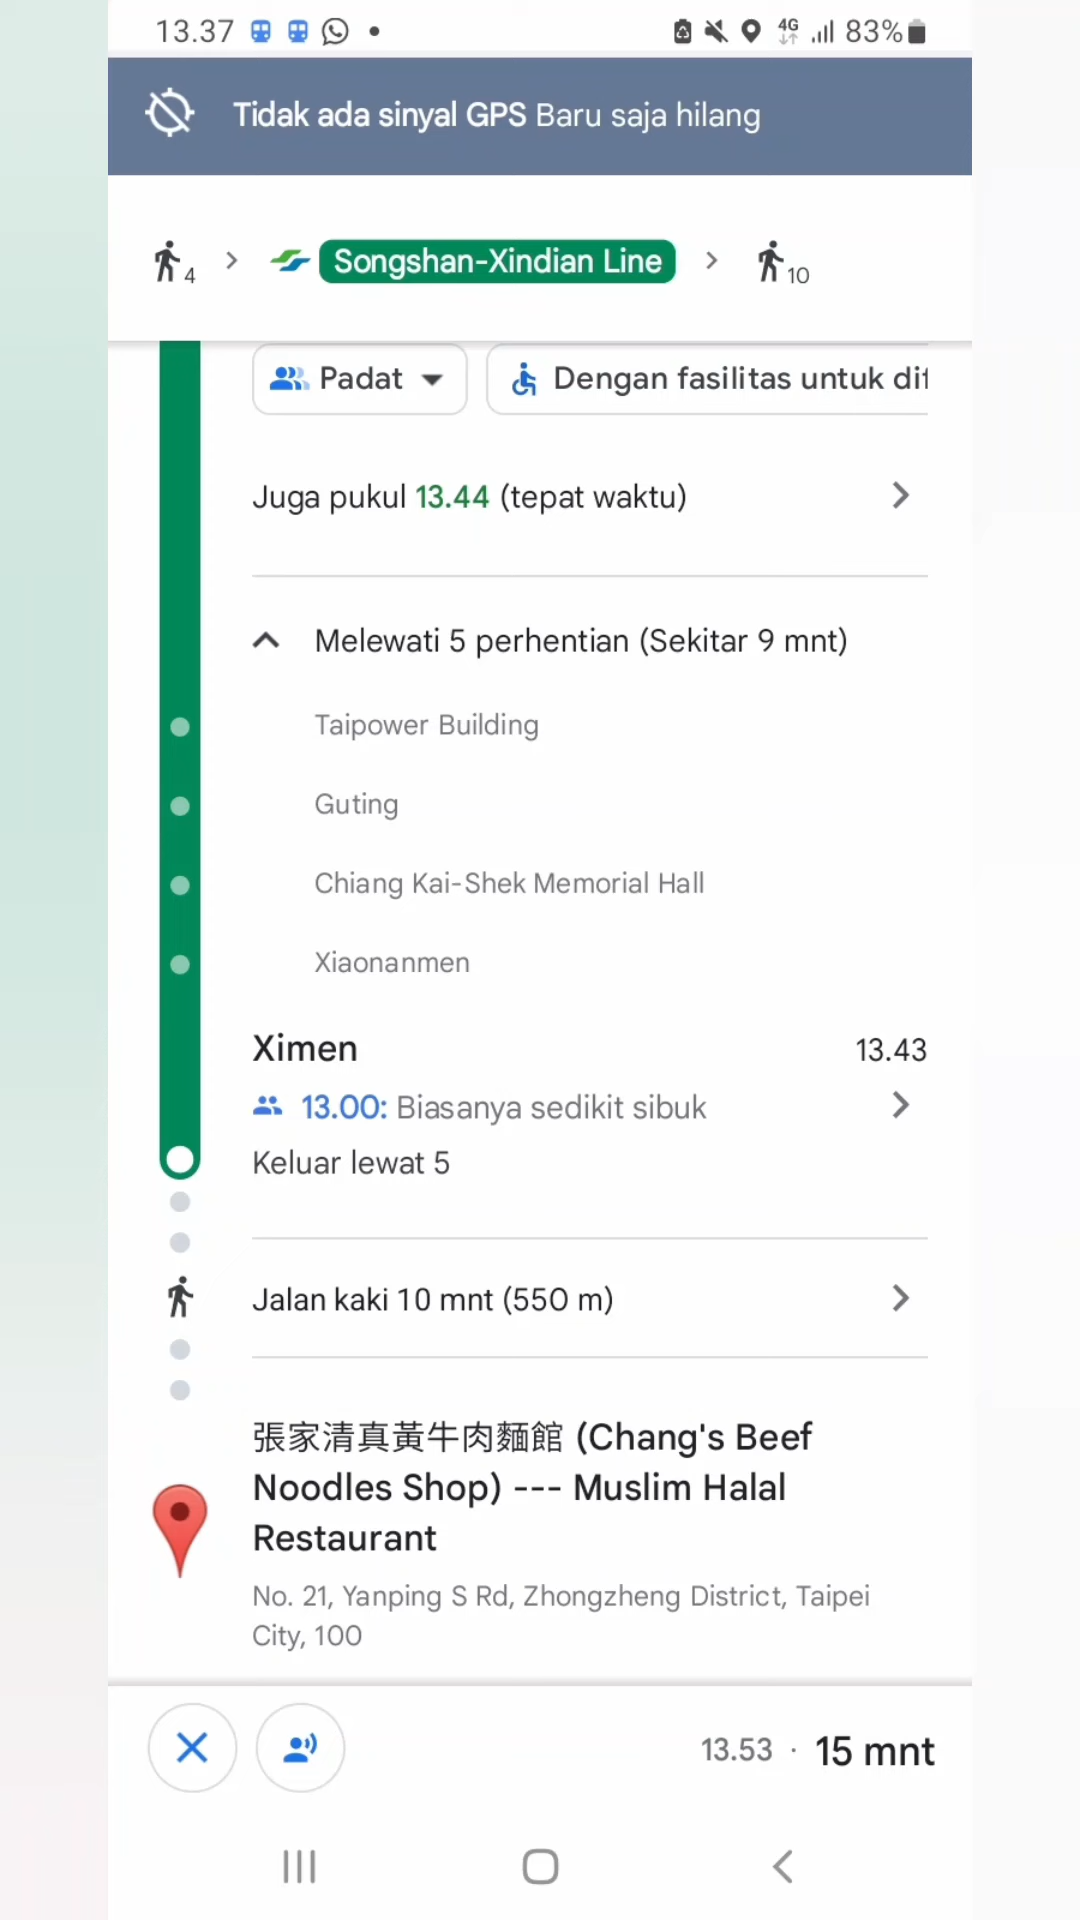 13.37
4G
83%
Tidak ada sinyal GPS Baru saja hilang
4
Songshan-Xindian Line
10
Padat
Dengan fasilitas untuk dif
Juga pukul 13.44 (tepat waktu)
Melewati 5 perhentian (Sekitar 9 mnt)
Taipower Building
Guting
Chiang Kai-Shek Memorial Hall
Xiaonanmen
Ximen 13.43
13.00: Biasanya sedikit sibuk
Keluar lewat 5
Jalan kaki 10 mnt (550 m)
張家清真黃牛肉麵館 (Chang's Beef
Noodles Shop) --- Muslim Halal
Restaurant
No. 21, Yanping S Rd, Zhongzheng District, Taipei
City, 100
13.53 · 15 mnt